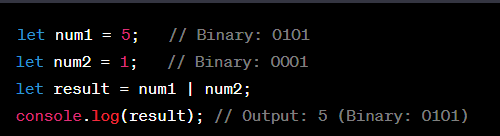 let num1 = 5;   // Binary: 0101
let num2 = 1;   // Binary: 0001
let result = num1 | num2;
console.log(result); // Output: 5 (Binary: 0101)